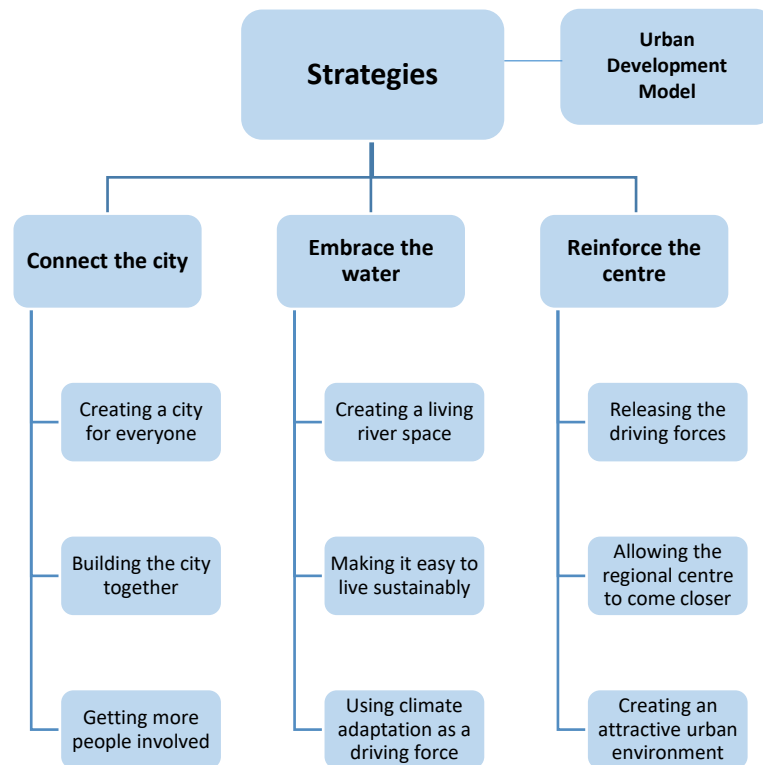 Strategies
Urban
Development
Model
Connect the city
Embrace the
water
Reinforce the
centre
Creating a city
for everyone
Creating a living
river space
Releasing the
driving forces
Building the city
together
Making it easy to
live sustainably
Allowing the
regional centre
to come closer
Getting more
people involved
Using climate
adaptation as a
driving force
Creating an
attractive urban
environment